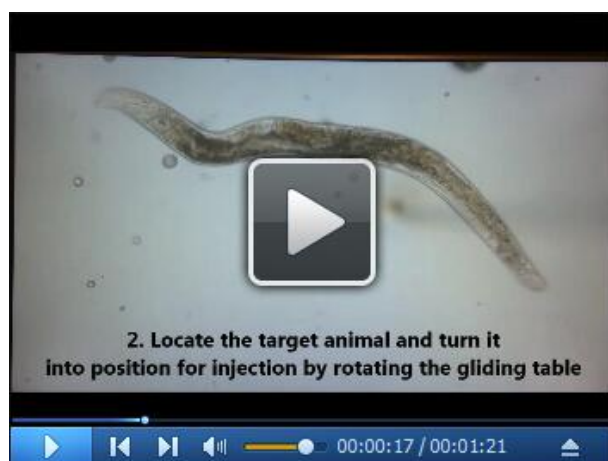 2. Locate the target animal and turn it
into position for injection by rotating the gliding table
00:00:17 / 00:01:21